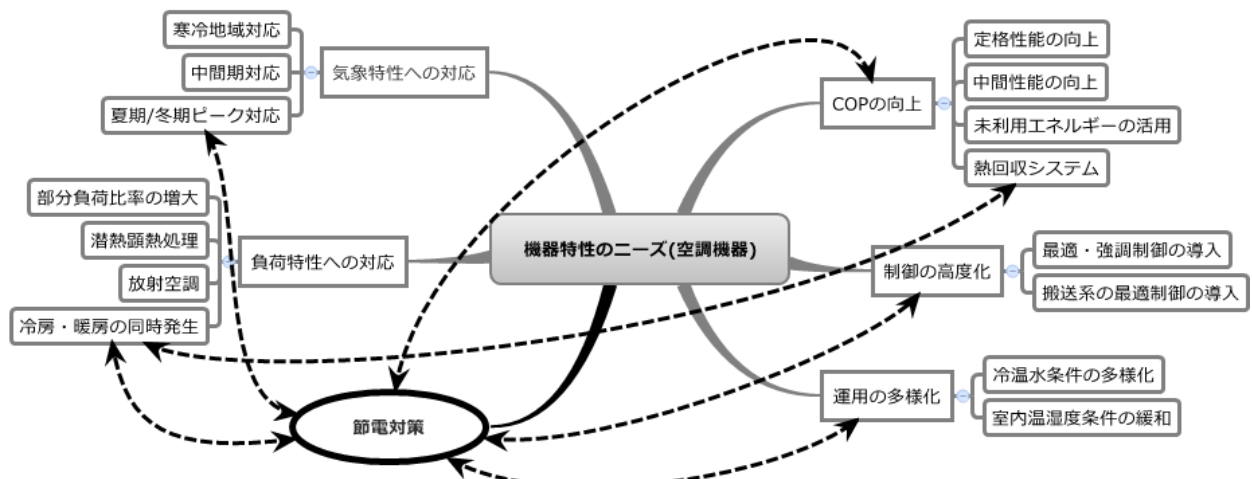 機器特性のニーズ(空調機器)
気象特性への対応
寒冷地域対応
中間期対応
夏期/冬期ピーク対応
負荷特性への対応
部分負荷比率の増大
潜熱顕熱処理
放射空調
冷房・暖房の同時発生
節電対策
COPの向上
定格性能の向上
中間性能の向上
未利用エネルギーの活用
熱回収システム
制御の高度化
最適・強調制御の導入
搬送系の最適制御の導入
運用の多様化
冷温水条件の多様化
室内温湿度条件の緩和